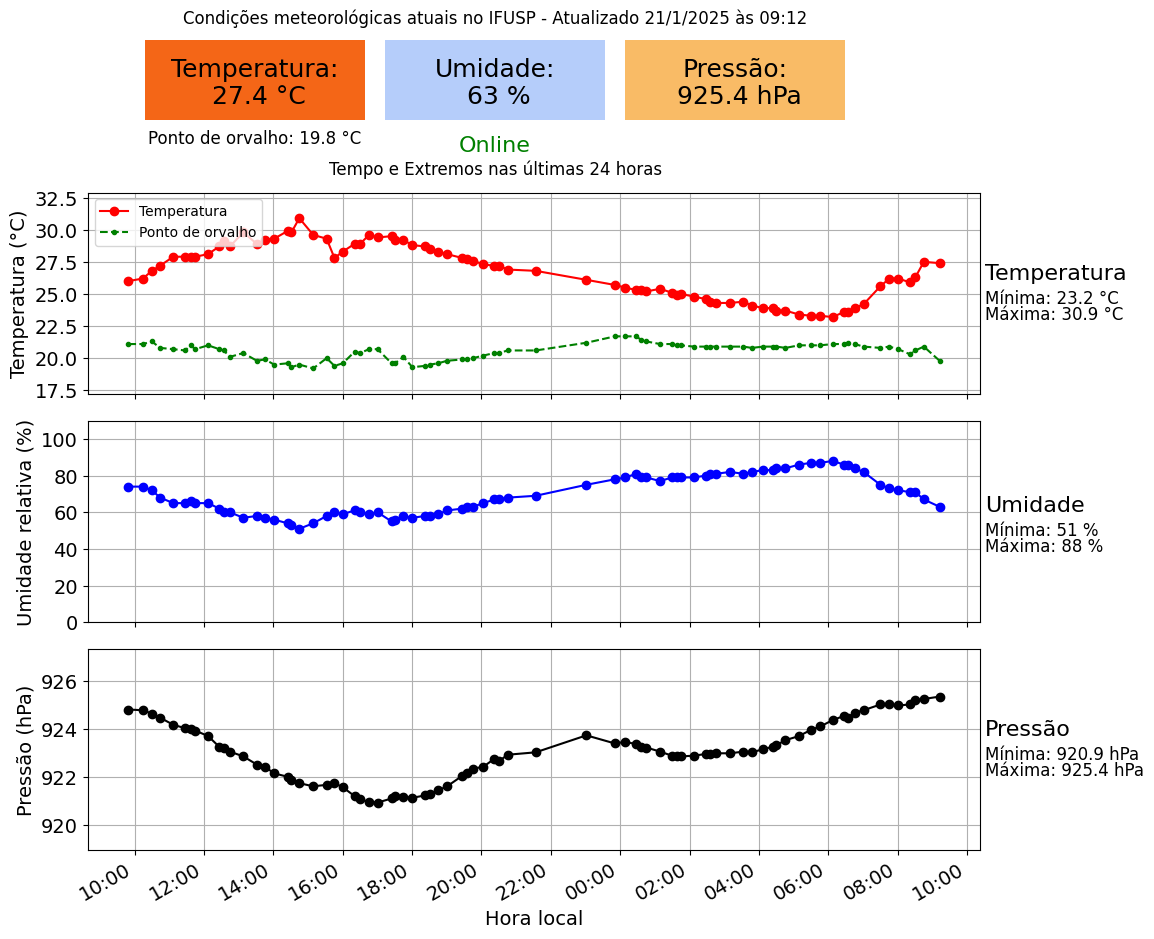 Condições meteorológicas atuais no IFUSP - Atualizado 21/1/2025 às 09:12
Temperatura:
27.4 °C
Umidade:
63 %
Pressão:
925.4 hPa
Ponto de orvalho: 19.8 °C
Online
Tempo e Extremos nas últimas 24 horas
Temperatura (°C)
32.5
30.0
27.5
25.0
22.5
20.0
17.5
Temperatura
Ponto de orvalho
Temperatura
Mínima: 23.2 °C
Máxima: 30.9 °C
Umidade relativa (%)
100
80
60
40
20
0
Umidade
Mínima: 51 %
Máxima: 88 %
Pressão (hPa)
926
924
922
920
Pressão
Mínima: 920.9 hPa
Máxima: 925.4 hPa
10:00 12:00 14:00 16:00 18:00 20:00 22:00 00:00 02:00 04:00 06:00 08:00 10:00
Hora local